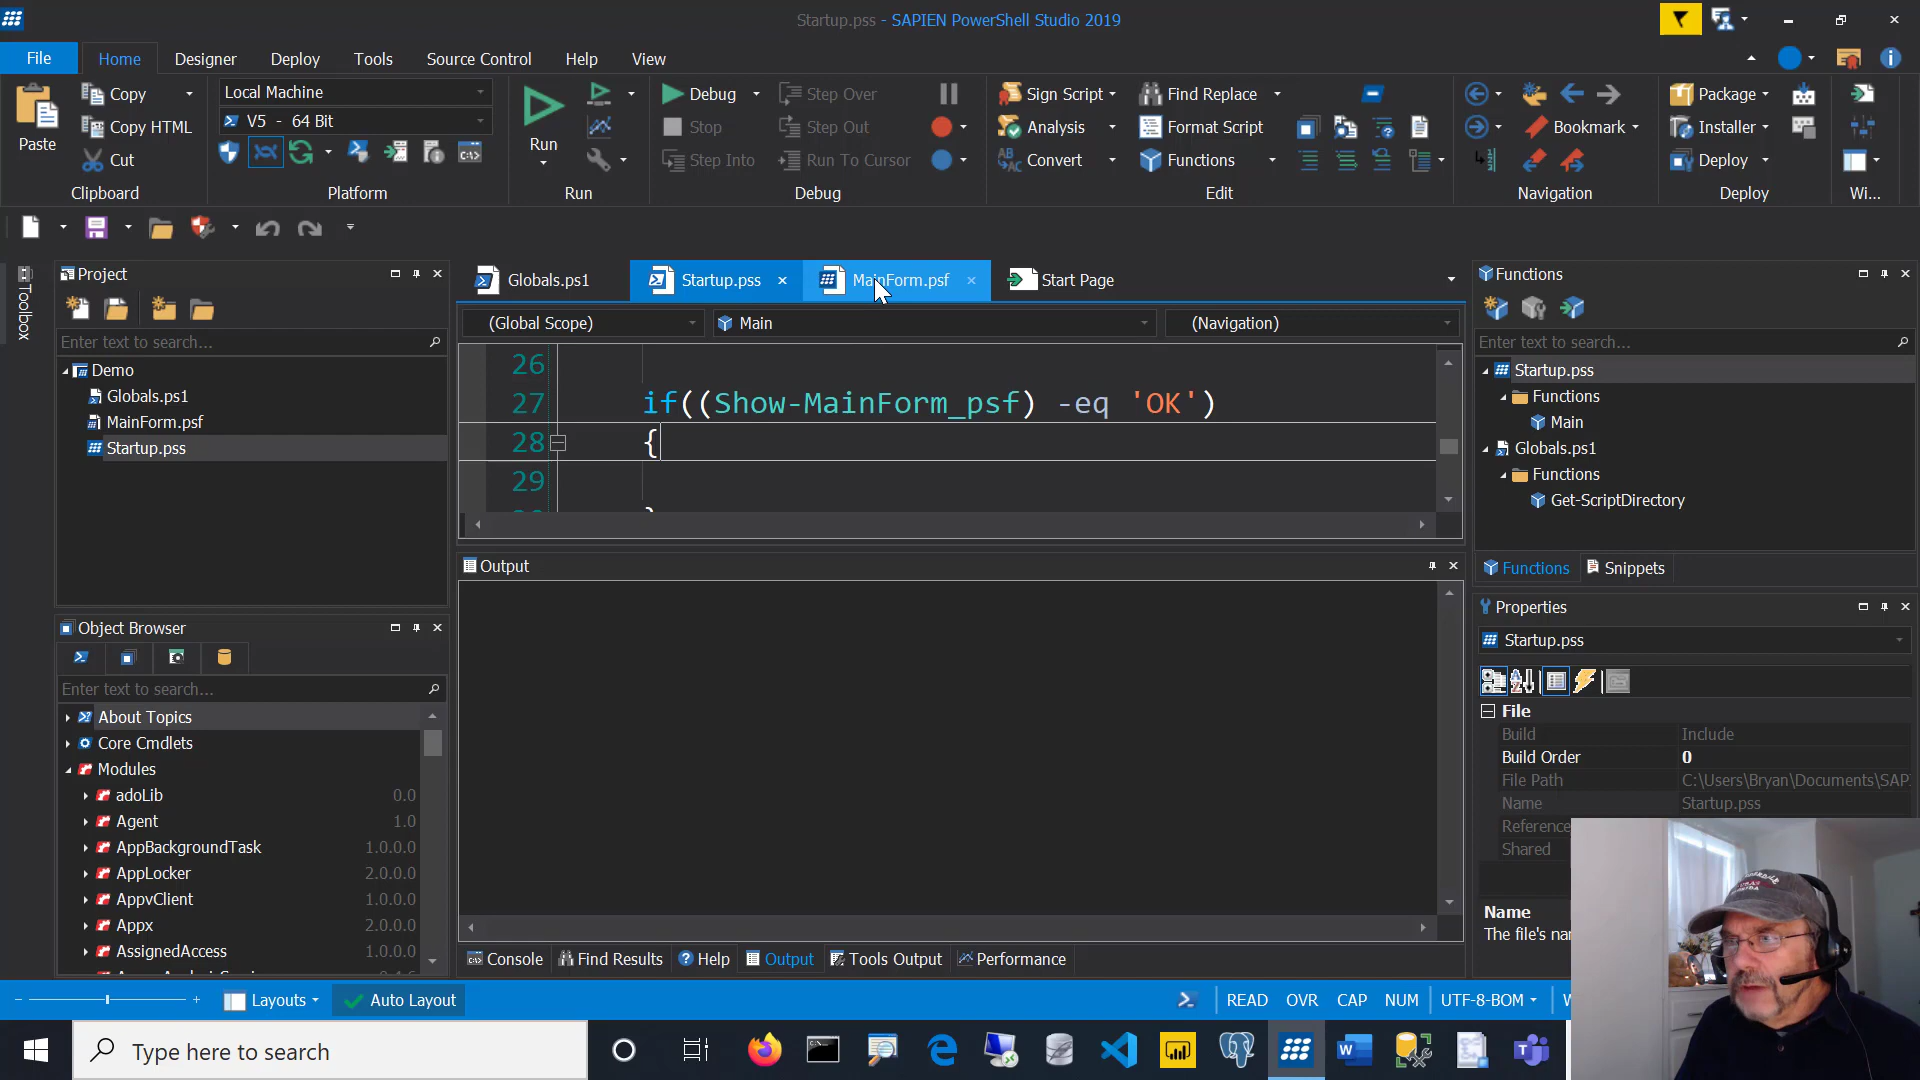 Startup.pss - SAPIEN PowerShell Studio 2019
File Home Designer Deploy Tools Source Control Help View
Paste
Copy
Copy HTML
Cut
Clipboard
Local Machine
V5 - 64 Bit
Platform
Run
Run
Debug
Stop
Step Into
Step Over
Step Out
Run To Cursor
Debug
Sign Script
Analysis
Convert
Find Replace
Format Script
Functions
Edit
Bookmark
Navigation
Package
Installer
Deploy
Deploy
Wi...
Toolbox
Project
Enter text to search...
Demo
Globals.ps1
MainForm.psf
Startup.pss
Object Browser
Enter text to search...
About Topics
Core Cmdlets
Modules
adoLib 0.0
Agent 1.0
AppBackgroundTask 1.0.0.0
AppLocker 2.0.0.0
AppvClient 1.0.0.0
Appx 2.0.0.0
AssignedAccess 1.0.0.0
Globals.ps1 Startup.pss MainForm.psf Start Page
(Global Scope) Main (Navigation)
26
27 if((Show-MainForm_psf) -eq 'OK')
28 {
29
Output
Console Find Results Help Output Tools Output Performance
Functions
Enter text to search...
Startup.pss
Functions
Main
Globals.ps1
Functions
Get-ScriptDirectory
Functions Snippets
Properties
Startup.pss
File
Build Include
Build Order 0
File Path C:\Users\Bryan\Documents\SAP
Name Startup.pss
Reference
Shared
Name
The file's
Layouts Auto Layout READ OVR CAP NUM UTF-8-BOM
Type here to search